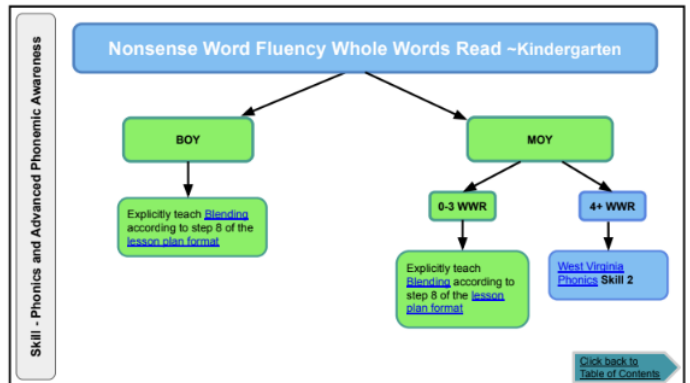 Skill - Phonics and Advanced Phonemic Awareness
Nonsense Word Fluency Whole Words Read ~Kindergarten
BOY
MOY
Explicitly teach Blending
according to step 8 of the
lesson plan format
0-3 WWR
4+ WWR
Explicitly teach
Blending according to
step 8 of the lesson
plan format
West Virginia
Phonics Skill 2
Click back to
Table of Contents